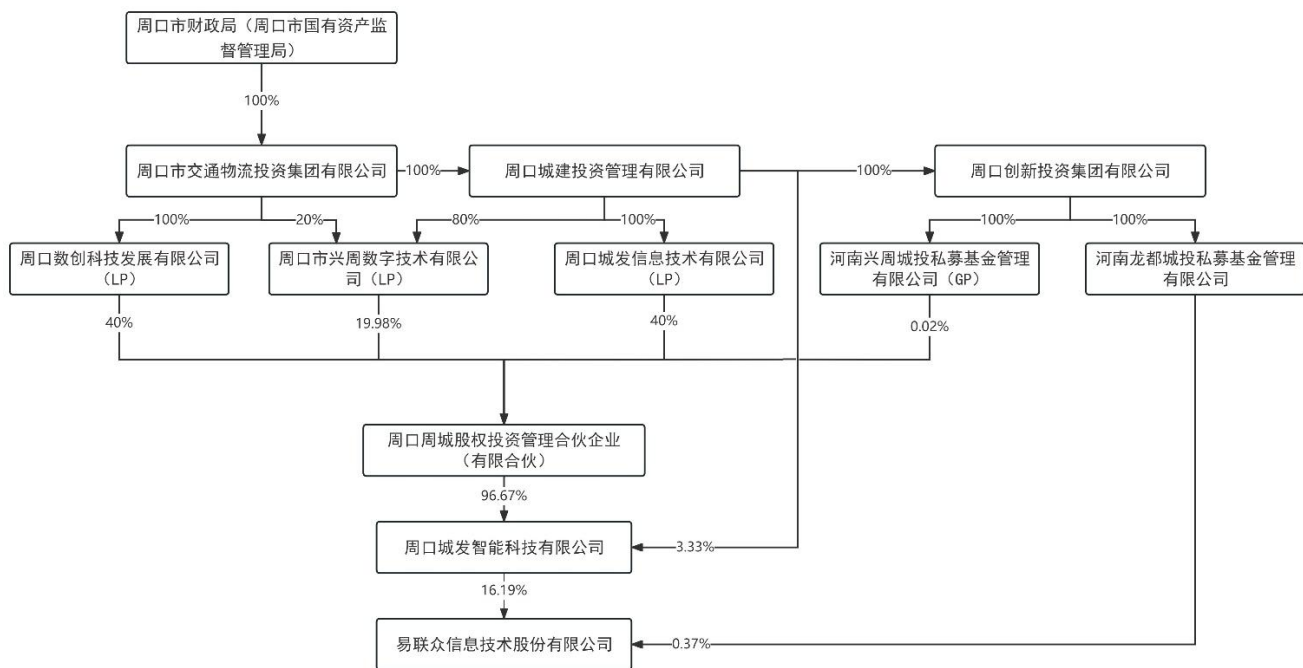 周口市财政局（周口市国有资产监
督管理局）
100%
周口市交通物流投资集团有限公司
100%
周口城建投资管理有限公司
100%
周口创新投资集团有限公司
100%
20%
80%
100%
100%
100%
周口数创科技发展有限公司
（LP）
周口市兴周数字技术有限公
司（LP）
周口城发信息技术有限公司
（LP）
河南兴周城投私募基金管理
有限公司（GP）
河南龙都城投私募基金管理
有限公司
40%
19.98%
40%
0.02%
周口周城股权投资管理合伙企业
（有限合伙）
96.67%
周口城发智能科技有限公司
3.33%
16.19%
易联众信息技术股份有限公司
0.37%